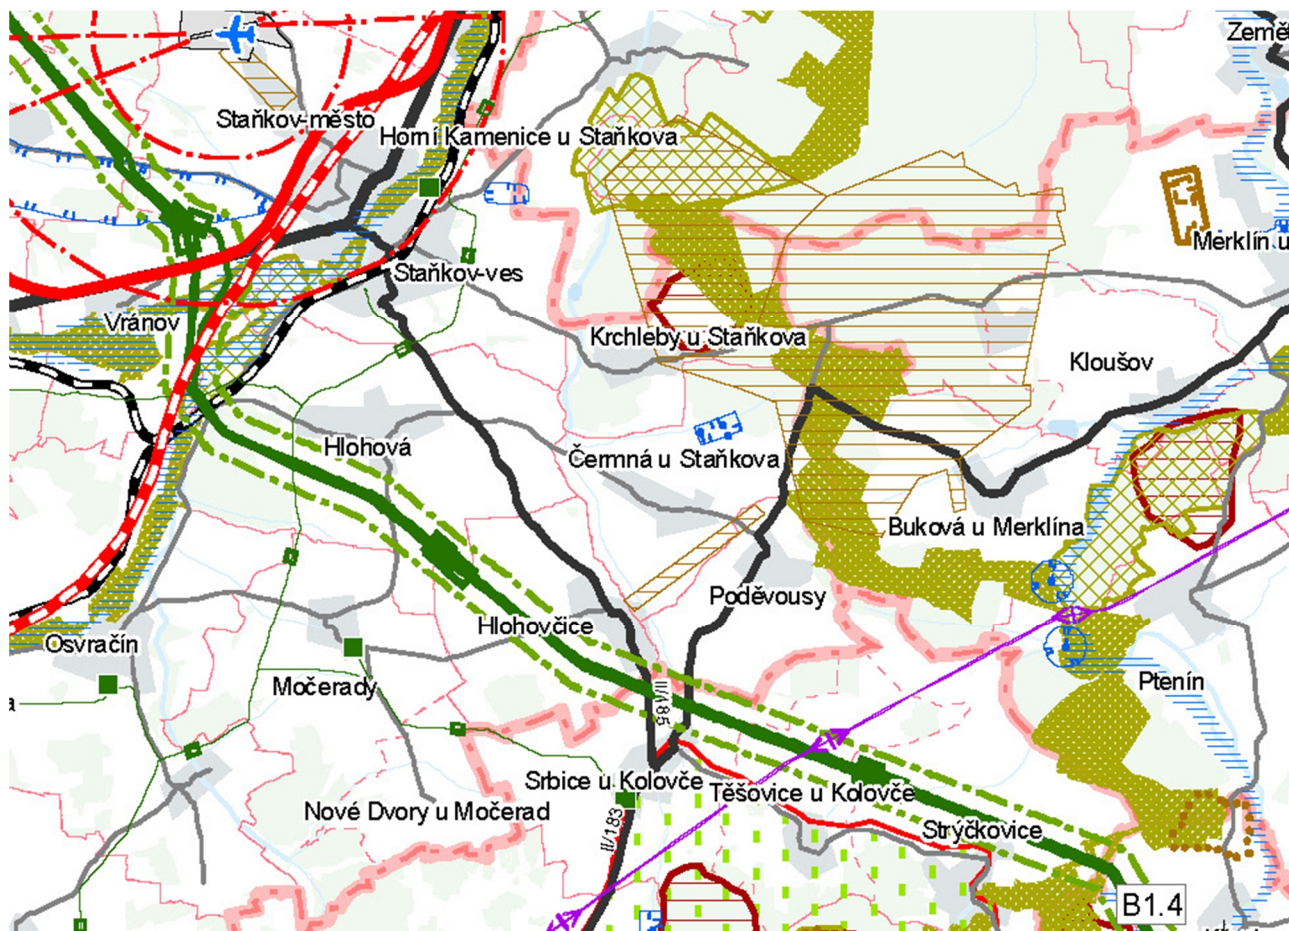 Země
Staňkov-město
Horní Kamenice u Staňkova
Merklín u
Staňkov-ves
Vránov
Krchleby u Staňkova
Kloušov
Hlohová
Čermná u Staňkova
Buková u Merklína
Poděvousy
Hlohovčice
Osvračín
Močerady
Ptenín
II/185
a
Srbice u Kolovče
Těšovice u Kolovče
Nové Dvory u Močerad
Strýčkovice
II/183
B1.4